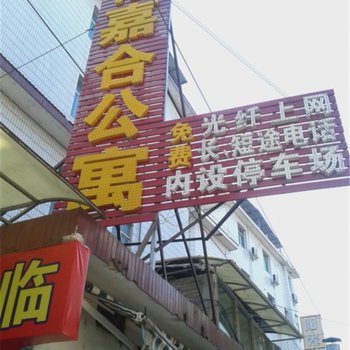 嘉合公寓
免费
光纤上网
长短途电话
内设停车场
临